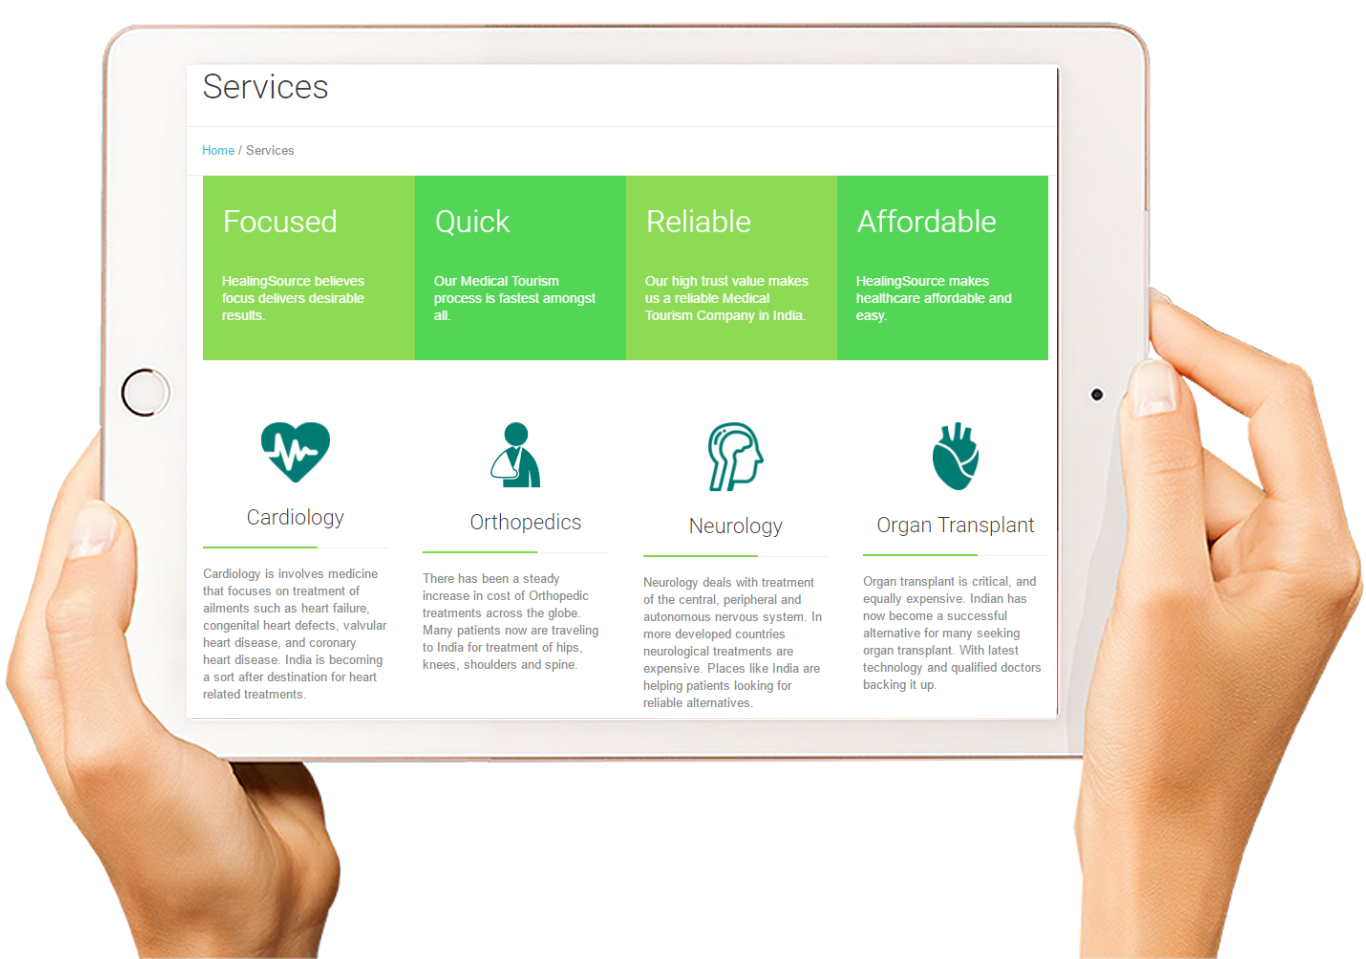 Services
Home / Services
Focused
HealingSource believes
focus delivers desirable
results.
Quick
Our Medical Tourism
process is fastest amongst
all.
Reliable
Our high trust value makes
us a reliable Medical
Tourism Company in India.
Affordable
HealingSource makes
healthcare affordable and
easy.
Cardiology
Cardiology is involves medicine
that focuses on treatment of
ailments such as heart failure,
congenital heart defects, valvular
heart disease, and coronary
heart disease. India is becoming
a sort after destination for heart
related treatments.
Orthopedics
There has been a steady
increase in cost of Orthopedic
treatments across the globe.
Many patients now are traveling
to India for treatment of hips,
knees, shoulders and spine.
Neurology
Neurology deals with treatment
of the central, peripheral and
autonomous nervous system. In
more developed countries
neurological treatments are
expensive. Places like India are
helping patients looking for
reliable alternatives.
Organ Transplant
Organ transplant is critical, and
equally expensive. Indian has
now become a successful
alternative for many seeking
organ transplant. With latest
technology and qualified doctors
backing it up.